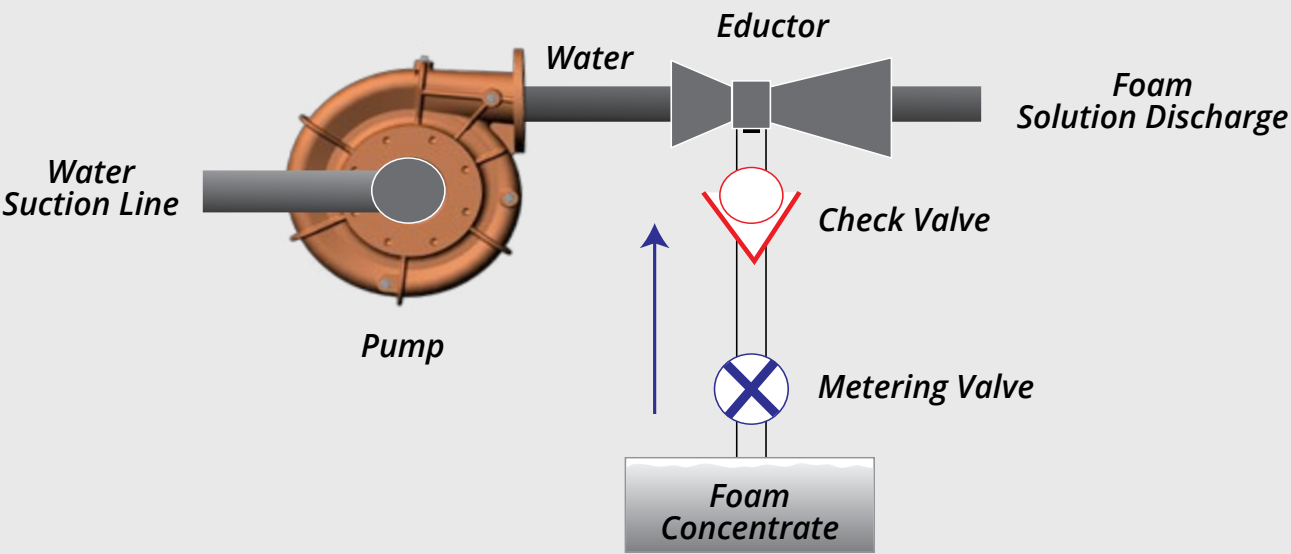 Eductor
Water
Foam
Solution Discharge
Water
Suction Line
Check Valve
Pump
Metering Valve
Foam
Concentrate